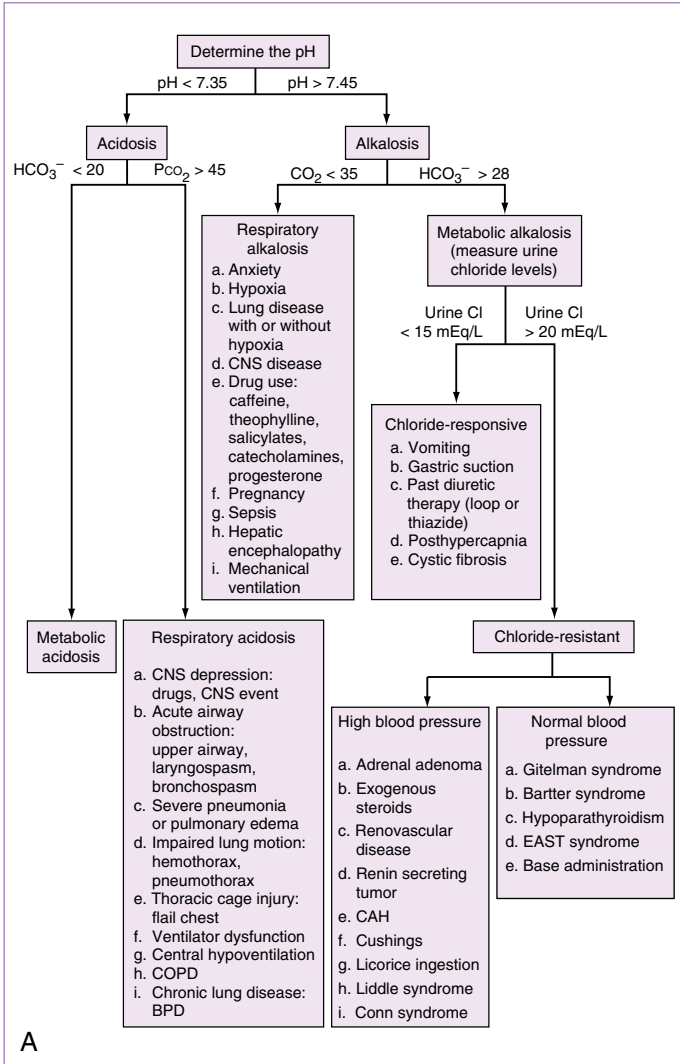 Determine the pH
pH < 7.35
pH > 7.45
Acidosis
Alkalosis
HCO₃⁻ < 20
PCO₂ > 45
CO₂ < 35
HCO₃⁻ > 28
Respiratory
alkalosis
a. Anxiety
b. Hypoxia
c. Lung disease
with or without
hypoxia
d. CNS disease
e. Drug use:
caffeine,
theophylline,
salicylates,
catecholamines,
progesterone
f. Pregnancy
g. Sepsis
h. Hepatic
encephalopathy
i. Mechanical
ventilation
Metabolic alkalosis
(measure urine
chloride levels)
Urine Cl
< 15 mEq/L
Urine Cl
> 20 mEq/L
Chloride-responsive
a. Vomiting
b. Gastric suction
c. Past diuretic
therapy (loop or
thiazide)
d. Posthypercapnia
e. Cystic fibrosis
Metabolic
acidosis
Respiratory acidosis
a. CNS depression:
drugs, CNS event
b. Acute airway
obstruction:
upper airway,
laryngospasm,
bronchospasm
c. Severe pneumonia
or pulmonary edema
d. Impaired lung motion:
hemothorax,
pneumothorax
e. Thoracic cage injury:
flail chest
f. Ventilator dysfunction
g. Central hypoventilation
h. COPD
i. Chronic lung disease:
BPD
Chloride-resistant
High blood pressure
a. Adrenal adenoma
b. Exogenous
steroids
c. Renovascular
disease
d. Renin secreting
tumor
e. CAH
f. Cushings
g. Licorice ingestion
h. Liddle syndrome
i. Conn syndrome
Normal blood
pressure
a. Gitelman syndrome
b. Bartter syndrome
c. Hypoparathyroidism
d. EAST syndrome
e. Base administration
A